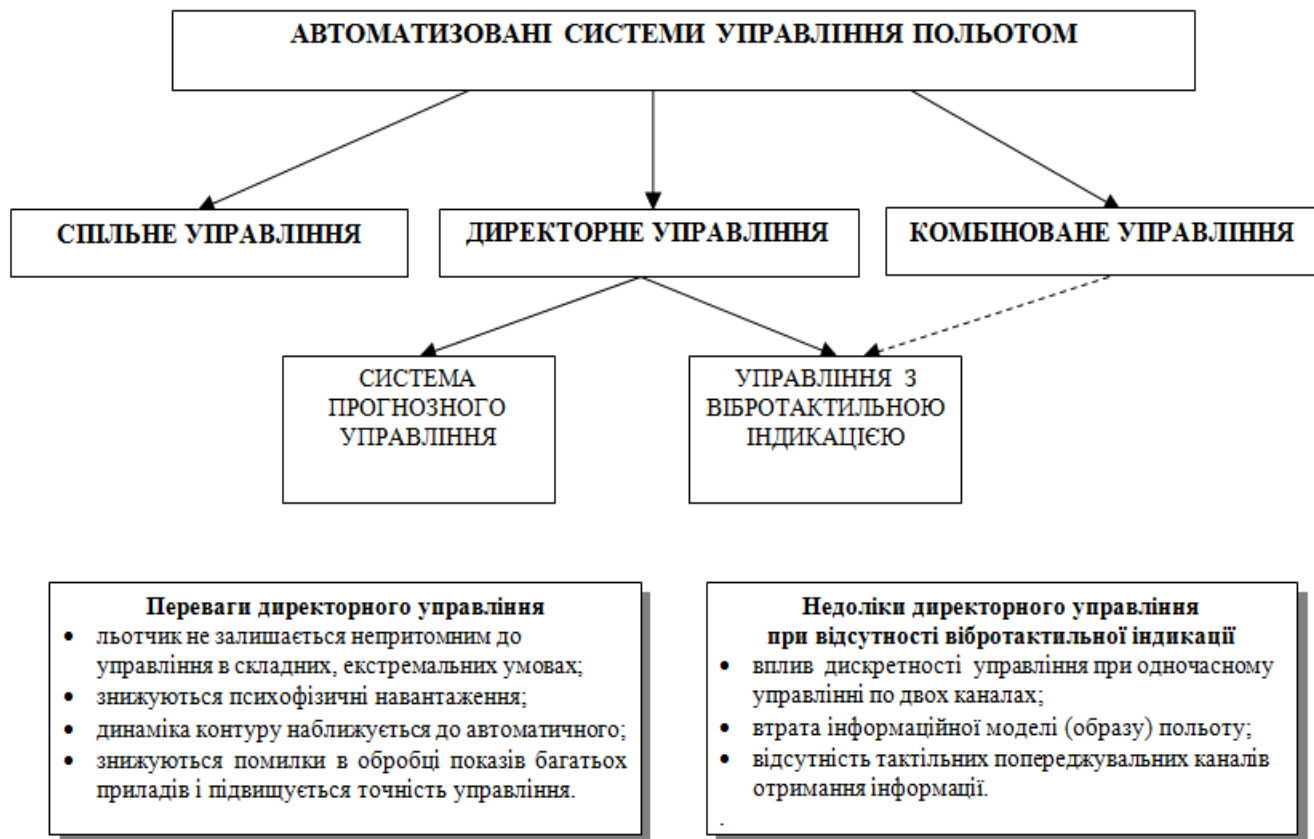 АВТОМАТИЗОВАНІ СИСТЕМИ УПРАВЛІННЯ ПОЛЬОТОМ
СПІЛЬНЕ УПРАВЛІННЯ
ДИРЕКТОРНЕ УПРАВЛІННЯ
КОМБІНОВАНЕ УПРАВЛІННЯ
СИСТЕМА
ПРОГНОЗНОГО
УПРАВЛІННЯ
УПРАВЛІННЯ З
ВІБРОТАКТИЛЬНОЮ
ІНДИКАЦІЄЮ
Переваги директорного управління
• льотчик не залишається непритомним до
управління в складних, екстремальних умовах;
• знижуються психофізичні навантаження;
• динаміка контуру наближується до автоматичного;
• знижуються помилки в обробці показів багатьох
приладів і підвищується точність управління.
Недоліки директорного управління
при відсутності вібротактильної індикації
• вплив дискретності управління при одночасному
управлінні по двох каналах;
• втрата інформаційної моделі (образу) польоту;
• відсутність тактільних попереджувальних каналів
отримання інформації.
.